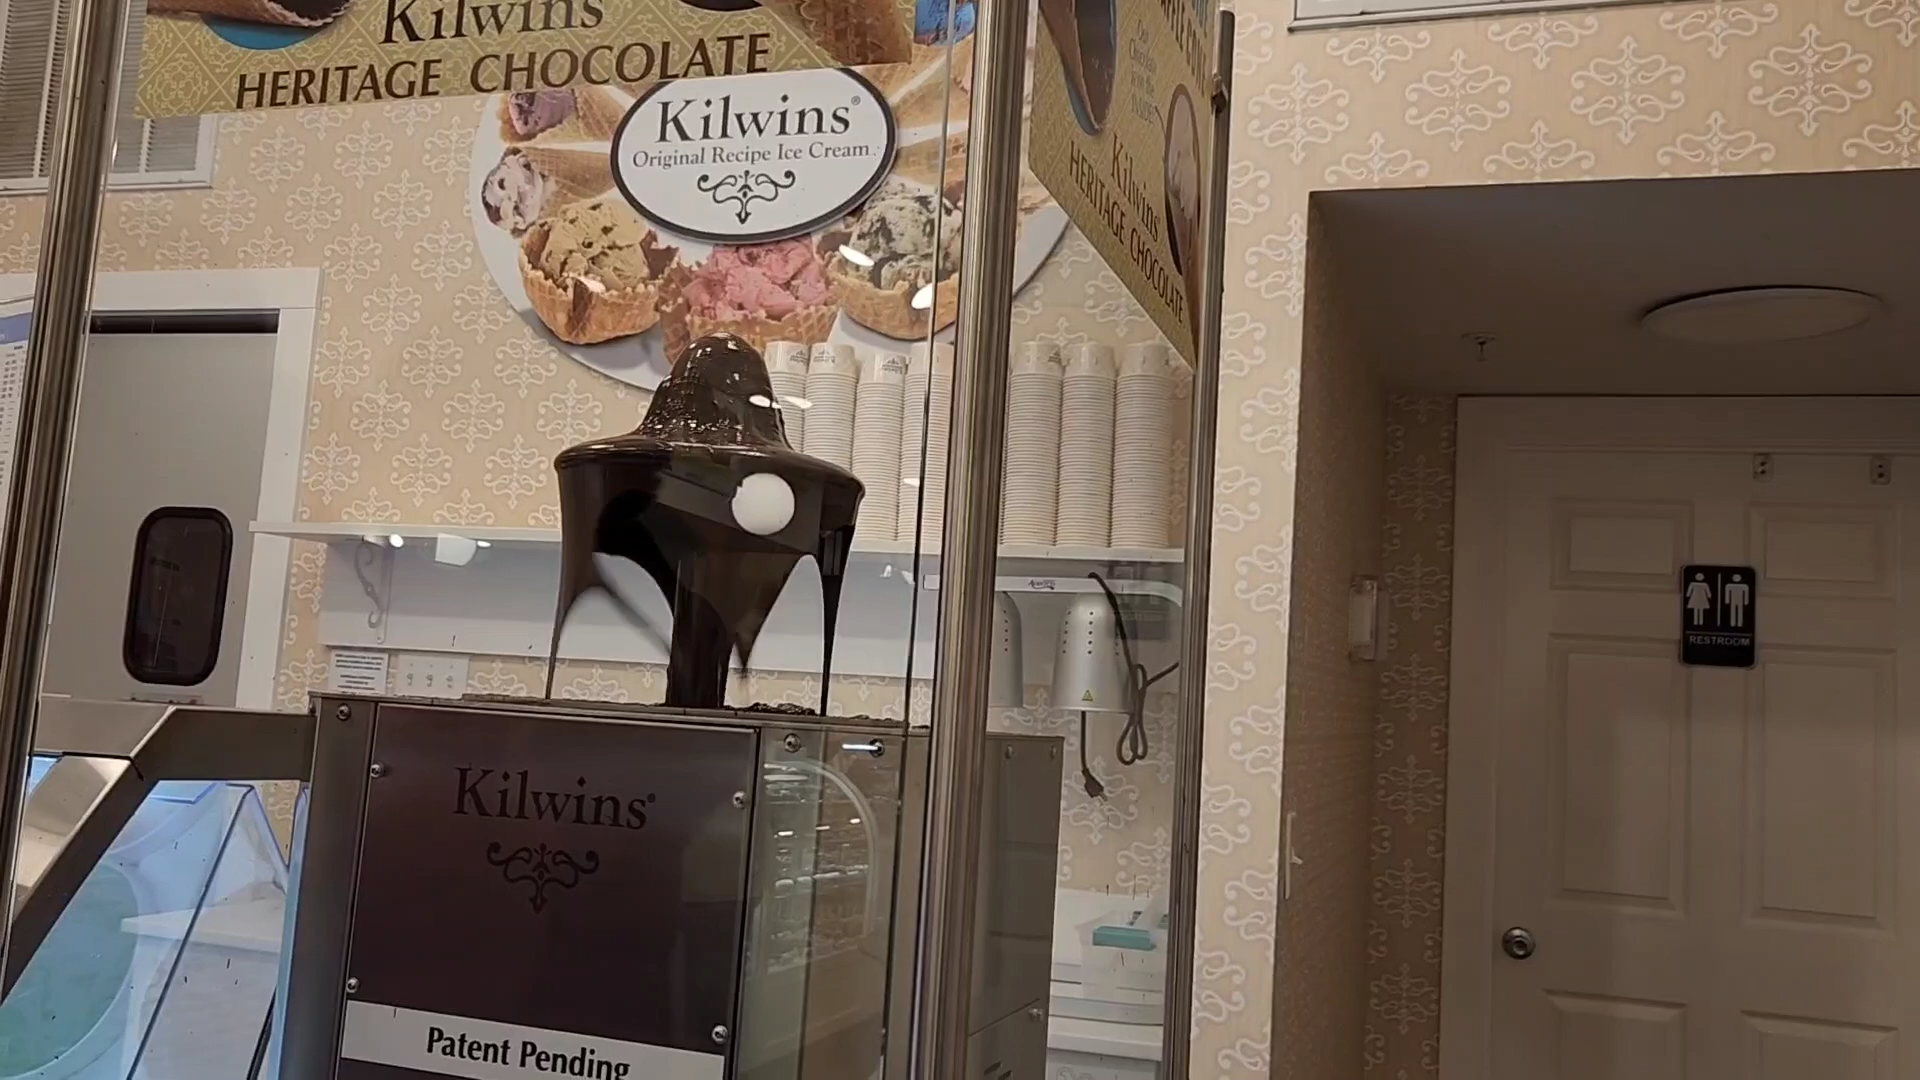 Kilwins
HERITAGE CHOCOLATE
Kilwins®
Original Recipe Ice Cream
Kilwins
HERITAGE CHOCOLATE
RESTROOM
Kilwins®
Patent Pending